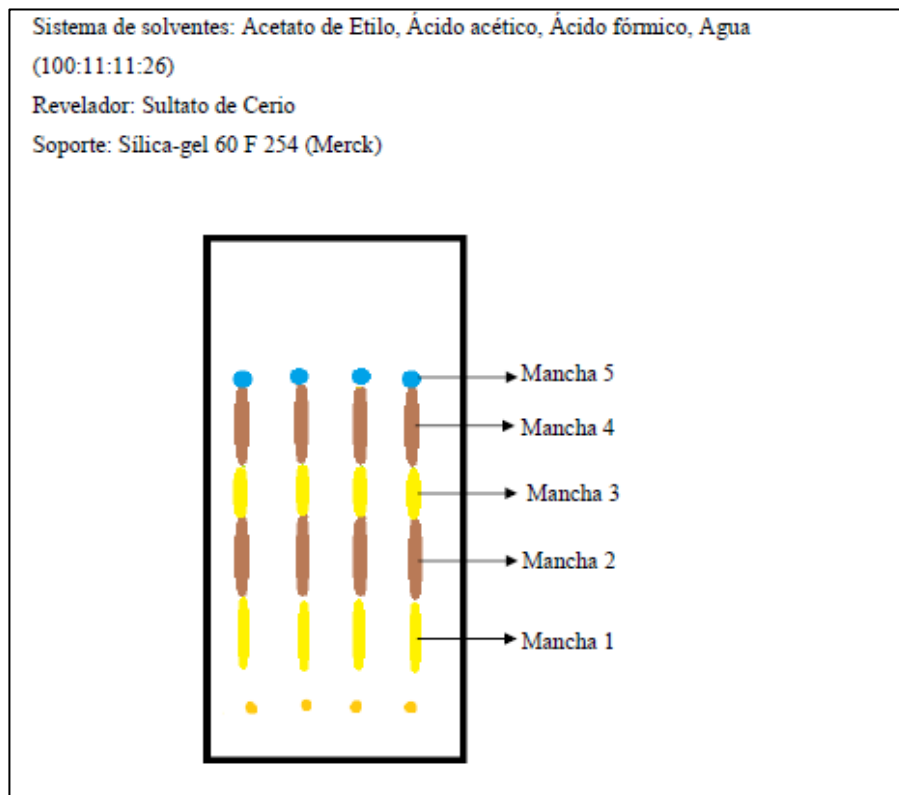 Sistema de solventes: Acetato de Etilo, Ácido acético, Ácido fórmico, Agua
(100:11:11:26)
Revelador: Sultato de Cerio
Soporte: Sílica-gel 60 F 254 (Merck)
Mancha 5
Mancha 4
Mancha 3
Mancha 2
Mancha 1